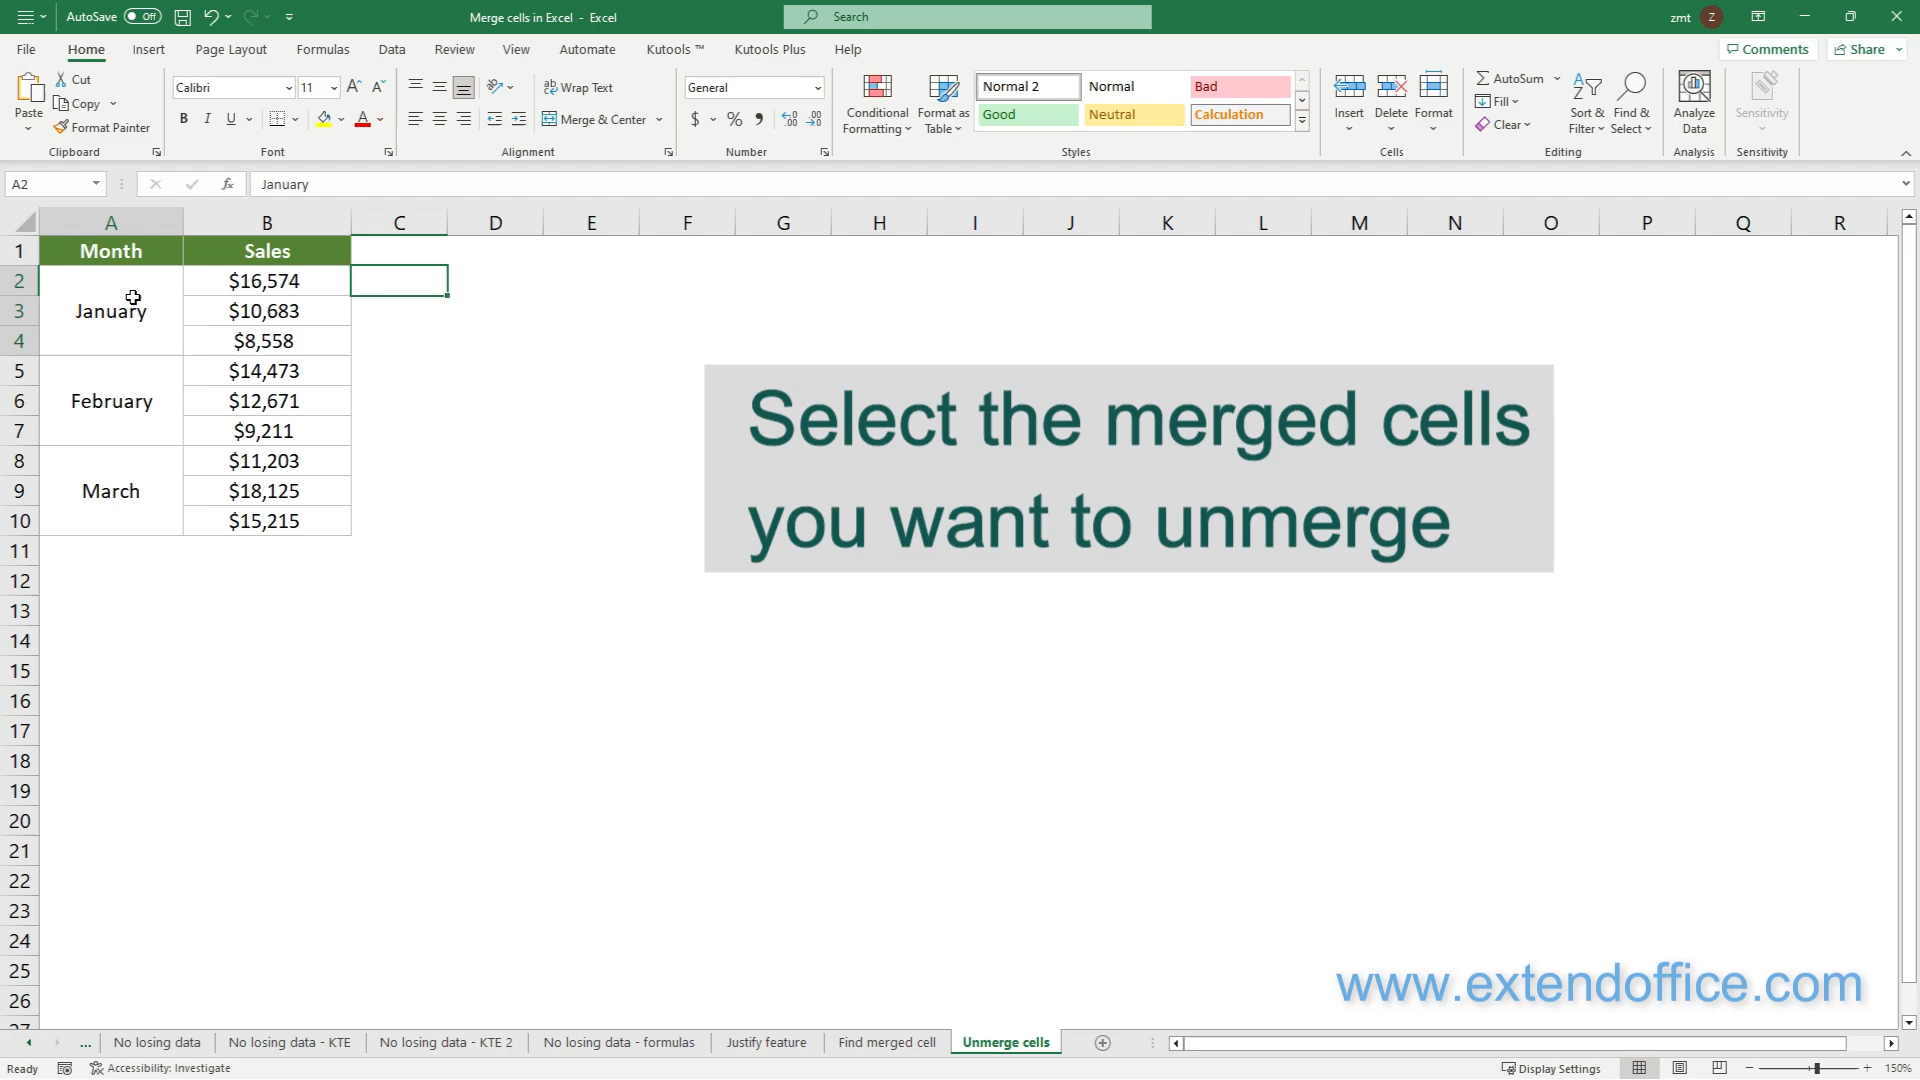 AutoSave Off
Merge cells in Excel - Excel
Search
zmt Z
File Home Insert Page Layout Formulas Data Review View Automate Kutools ™ Kutools Plus Help
Comments Share
Paste
Cut
Copy
Format Painter
Clipboard
Calibri 11
B I U
Font
Wrap Text
Merge & Center
Alignment
General
$ % 9
Number
Conditional
Formatting
Format as
Table
Normal 2 Normal Bad
Good Neutral Calculation
Styles
Insert Delete Format
Cells
AutoSum
Fill
Clear
Sort &
Filter
Find &
Select
Editing
Analyze
Data
Analysis
Sensitivity
Sensitivity
A2 fx January
A B C D E F G H I J K L M N O P Q R
1 Month Sales
2 $16,574
3 January $10,683
4 $8,558
5 $14,473
6 February $12,671
7 $9,211
8 $11,203
9 March $18,125
10 $15,215
11
12
13
14
15
16
17
18
19
20
21
22
23
24
25
26
27
Select the merged cells
you want to unmerge
www.extendoffice.com
... No losing data No losing data - KTE No losing data - KTE 2 No losing data - formulas Justify feature Find merged cell Unmerge cells
Ready Accessibility: Investigate Display Settings 150%